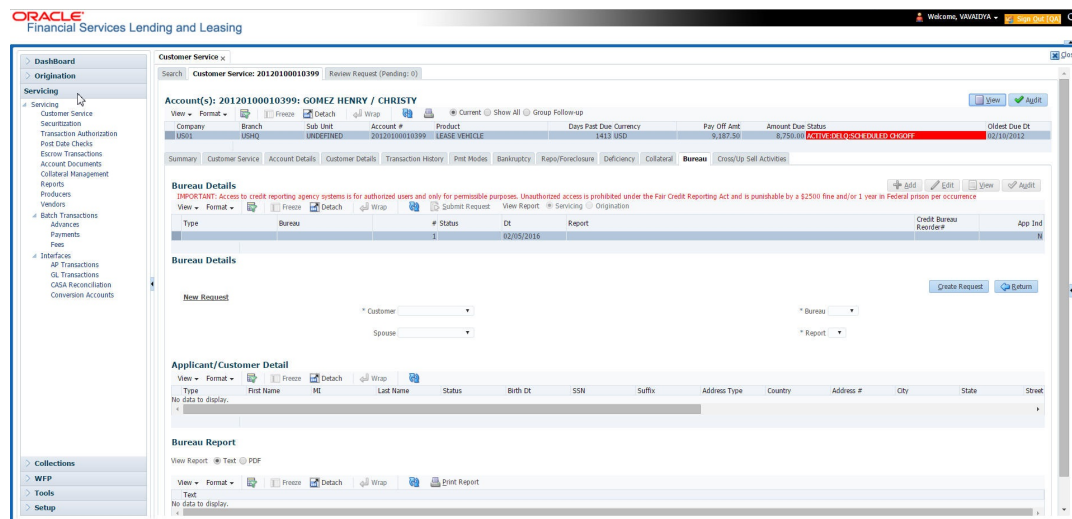 ORACLE
Financial Services Lending and Leasing
Welcome, VAVAIDYA
Sign Out [QA]
DashBoard
Origination
Servicing
Servicing
Customer Service
Securitization
Transaction Authorization
Post Date Checks
Escrow Transactions
Account Documents
Collateral Management
Reports
Producers
Vendors
Batch Transactions
Advances
Payments
Fees
Interfaces
AP Transactions
GL Transactions
CASA Reconciliation
Conversion Accounts
Collections
WFP
Tools
Setup
Customer Service x
Clo
Search Customer Service: 20120100010399 Review Request (Pending: 0)
Account(s): 20120100010399: GOMEZ HENRY / CHRISTY
View Audit
View Format Freeze Detach Wrap Current Show All Group Follow-up
Company Branch Sub Unit Account # Product Days Past Due Currency Pay Off Amt Amount Due Status Oldest Due Dt
US01 USHQ UNDEFINED 20120100010399 LEASE VEHICLE 1413 USD 9,187.50 8,750.00 ACTIVE:DELQ:SCHEDULED CHGOFF 02/10/2012
Summary Customer Service Account Details Customer Details Transaction History Pmt Modes Bankruptcy Repo/Foreclosure Deficiency Collateral Bureau Cross/Up Sell Activities
Bureau Details
Add Edit View Audit
IMPORTANT: Access to credit reporting agency systems is for authorized users and only for permissible purposes. Unauthorized access is prohibited under the Fair Credit Reporting Act and is punishable by a $2500 fine and/or 1 year in Federal prison per occurrence
View Format Freeze Detach Wrap Submit Request View Report Servicing Origination
Type Bureau # Status Dt Report Credit Bureau Reorder# App Ind
1 02/05/2016 N
Bureau Details
Create Request Return
New Request
* Customer * Bureau
Spouse * Report
Applicant/Customer Detail
View Format Freeze Detach Wrap
Type First Name MI Last Name Status Birth Dt SSN Suffix Address Type Country Address # City State Street
No data to display.
Bureau Report
View Report Text PDF
View Format Freeze Detach Wrap Print Report
Text
No data to display.